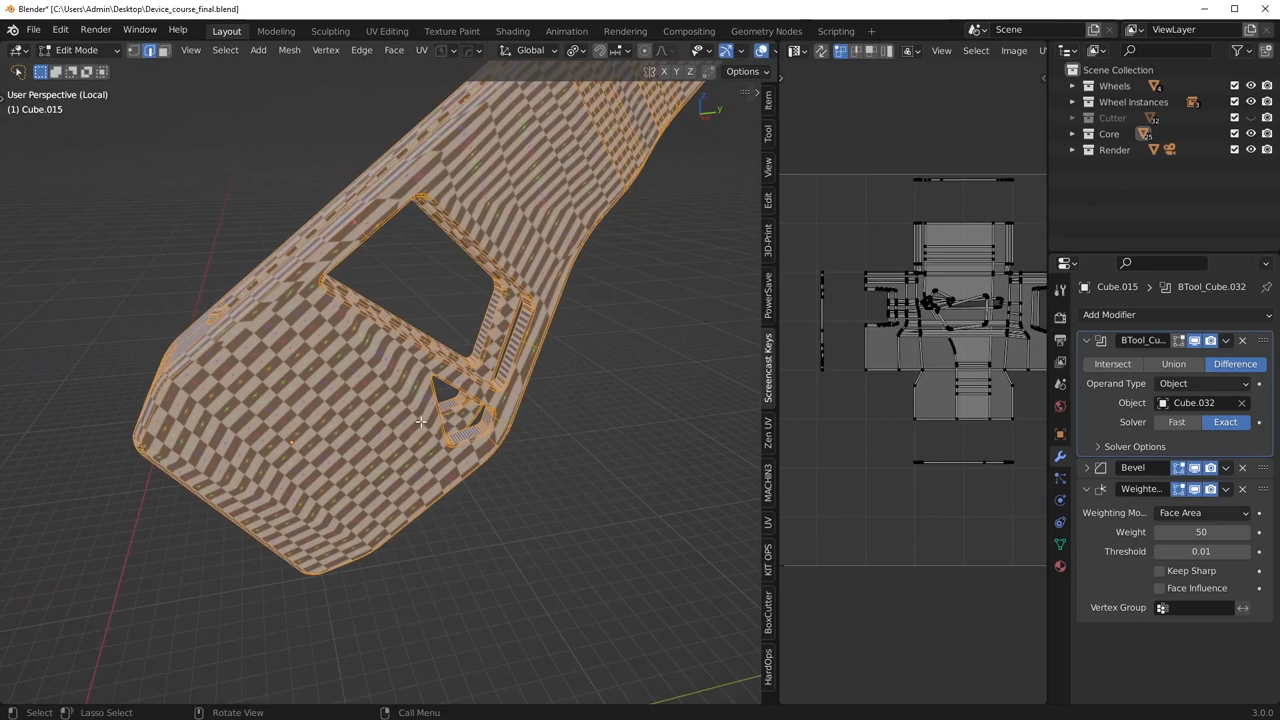 Blender* [C:\Users\Admin\Desktop\Device_course_final.blend]
File Edit Render Window Help Layout Modeling Sculpting UV Editing Texture Paint Shading Animation Rendering Compositing Geometry Nodes Scripting + Scene ViewLayer
Edit Mode View Select Add Mesh Vertex Edge Face UV Global View Select Image
X Y Z Options
User Perspective (Local)
(1) Cube.015
Z
Y
Item
Tool
View
Edit
3D-Print
PowerSave
Screencast Keys
Zen UV
MACHIN3
UV
KIT OPS
BoxCutter
HardOps
Scene Collection
Wheels 4
Wheel Instances 3
Cutter 32
Core 25
Render
Cube.015 > BTool_Cube.032
Add Modifier
BTool_Cu...
Intersect Union Difference
Operand Type Object
Object Cube.032
Solver Fast Exact
Solver Options
Bevel
Weighte...
Weighting Mo... Face Area
Weight 50
Threshold 0.01
Keep Sharp
Face Influence
Vertex Group
Select Lasso Select Rotate View Call Menu 3.0.0